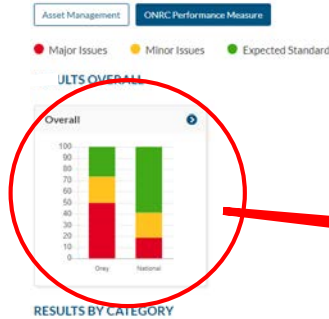 Asset Management ONRC Performance Measure
Major Issues Minor Issues Expected Standard
ULTS OVERALL
Overall
100
90
80
70
60
50
40
30
20
10
0
Orey National
RESULTS BY CATEGORY